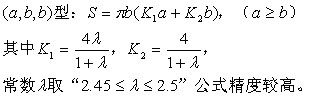 (a,b,b)型：S=πb(K₁a+K₂b)，(a≥b)
其中K₁=4λ/(1+λ)，K₂=4/(1+λ)，
常数λ取“2.45≤λ≤2.5”公式精度较高。